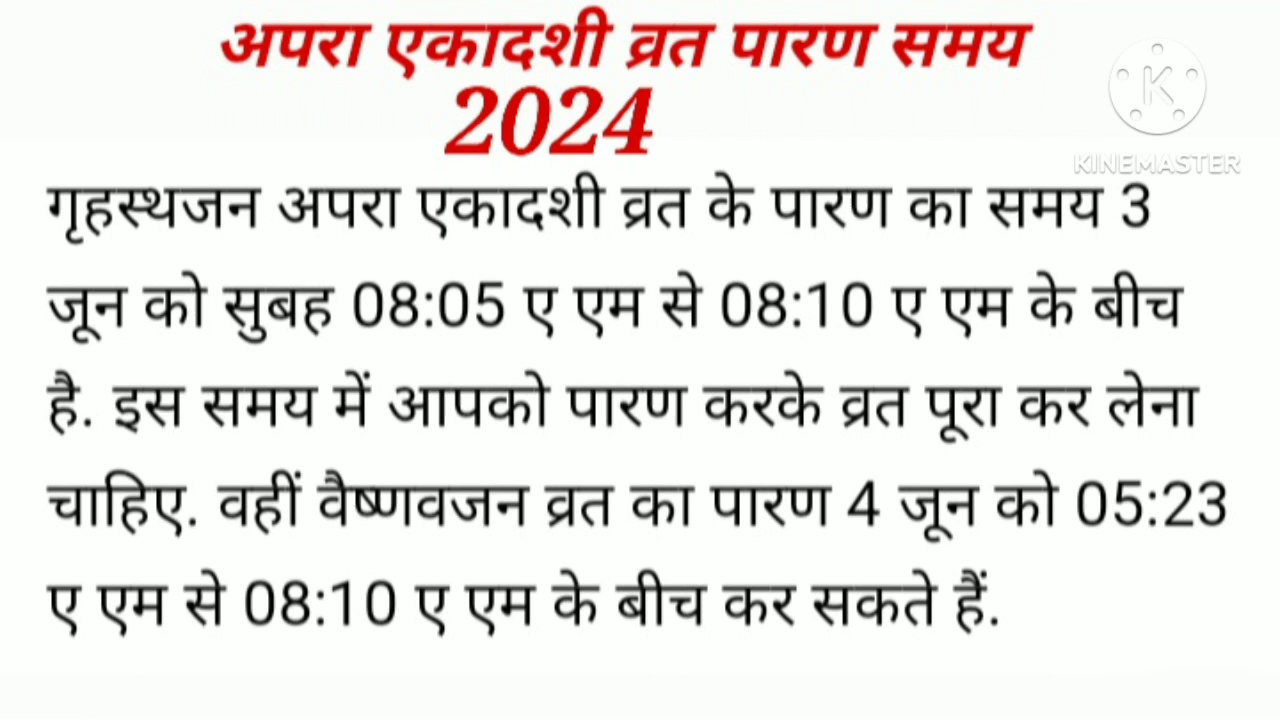 अपरा एकादशी व्रत पारण समय
2024
KINEMASTER
गृहस्थजन अपरा एकादशी व्रत के पारण का समय 3
जून को सुबह 08:05 ए एम से 08:10 ए एम के बीच
है. इस समय में आपको पारण करके व्रत पूरा कर लेना
चाहिए. वहीं वैष्णवजन व्रत का पारण 4 जून को 05:23
ए एम से 08:10 ए एम के बीच कर सकते हैं.